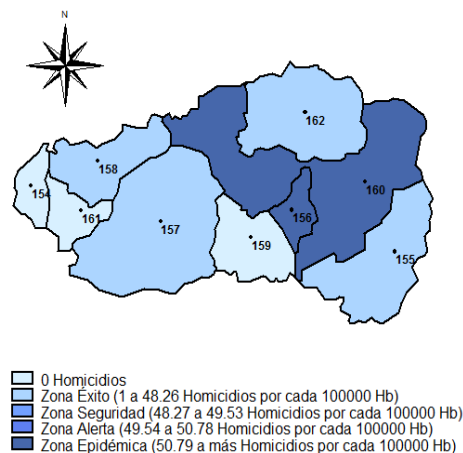 N
162
158
154
160
161
156
157
159
155
0 Homicidios
Zona Éxito (1 a 48.26 Homicidios por cada 100000 Hb)
Zona Seguridad (48.27 a 49.53 Homicidios por cada 100000 Hb)
Zona Alerta (49.54 a 50.78 Homicidios por cada 100000 Hb)
Zona Epidémica (50.79 a más Homicidios por cada 100000 Hb)